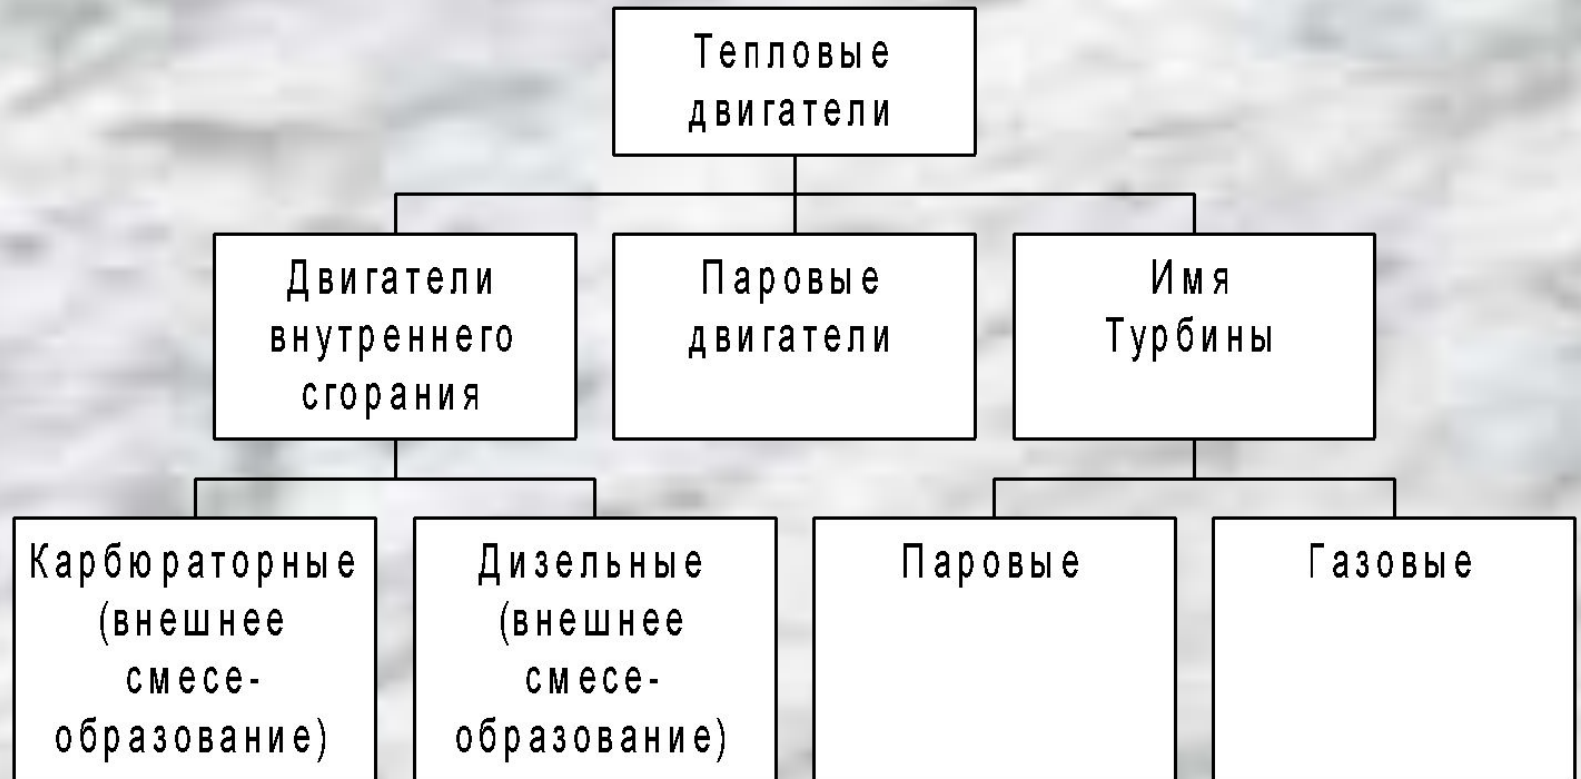 Тепловые
двигатели
Двигатели
внутреннего
сгорания
Паровые
двигатели
Имя
Турбины
Карбюраторные
(внешнее
смесе-
образование)
Дизельные
(внешнее
смесе-
образование)
Паровые
Газовые